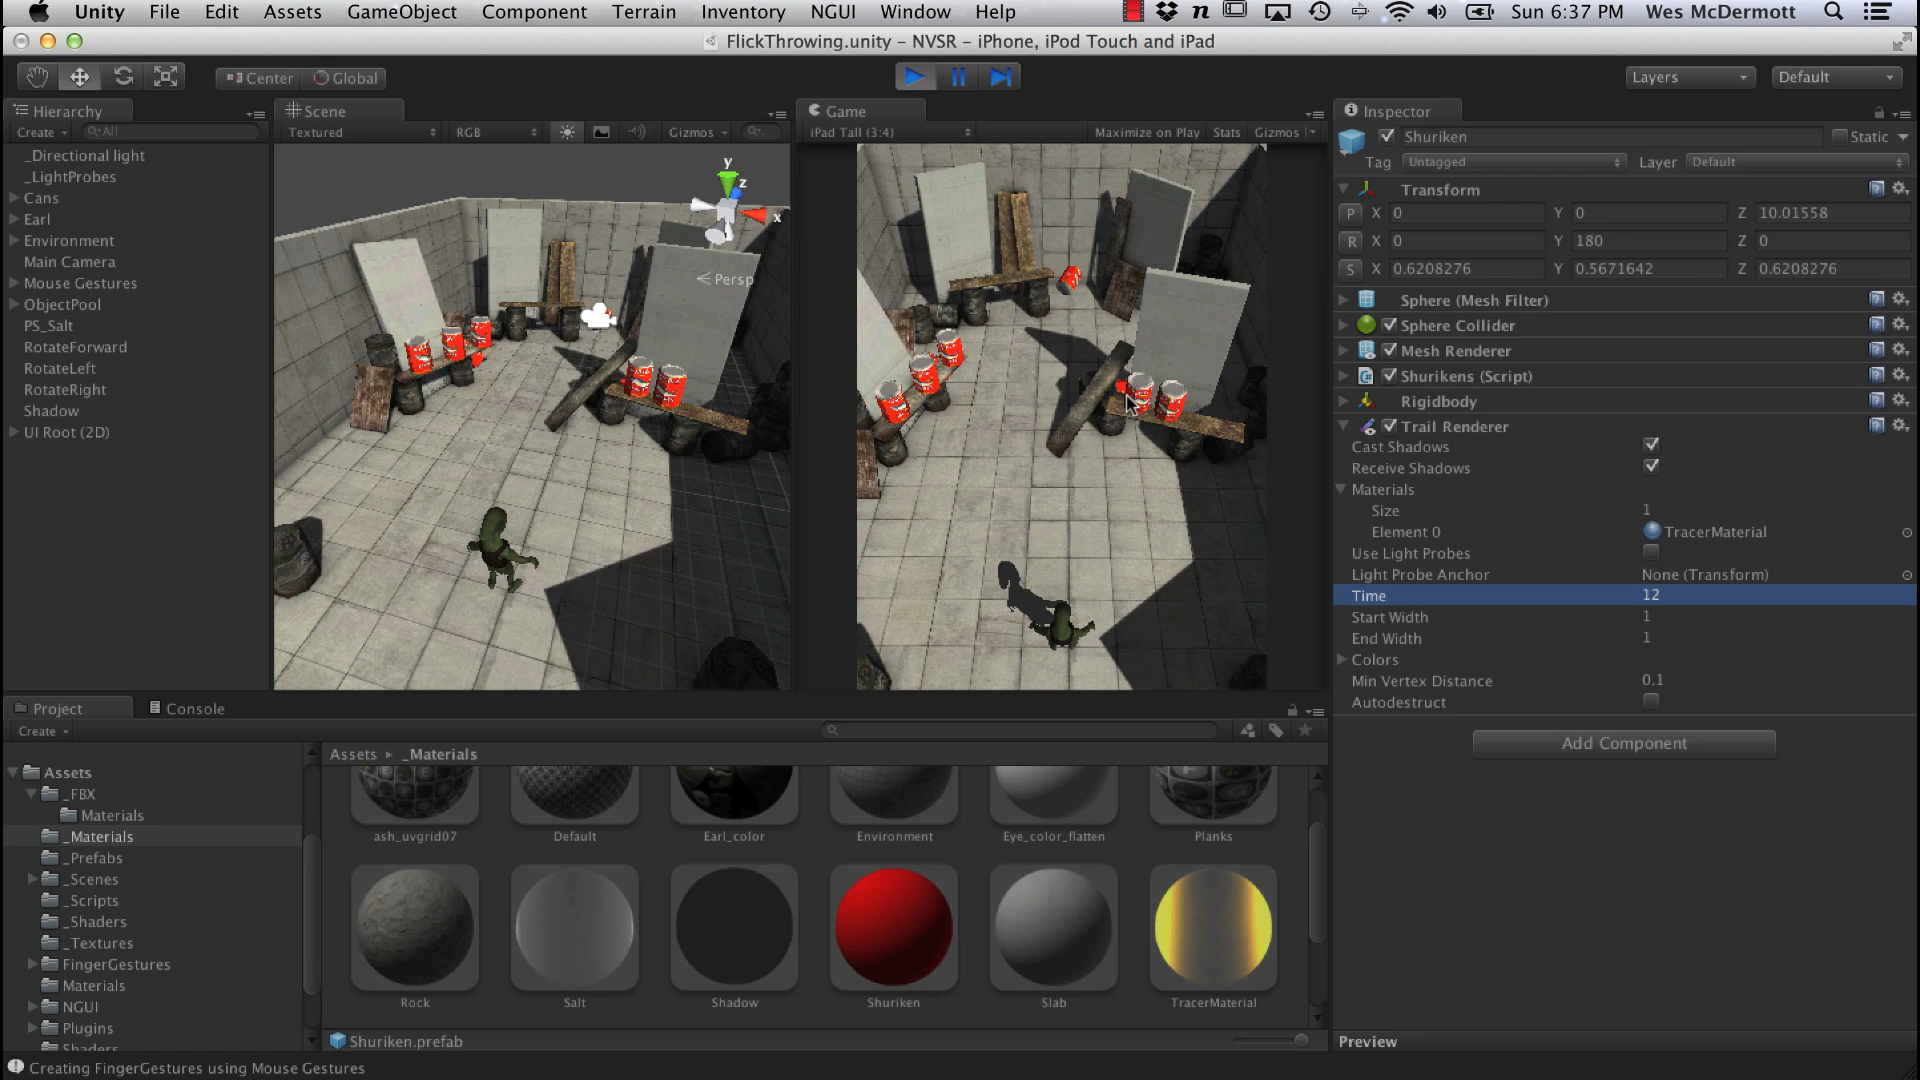 Unity File Edit Assets GameObject Component Terrain Inventory NGUI Window Help Sun 6:37 PM Wes McDermott
FlickThrowing.unity – NVSR – iPhone, iPod Touch and iPad
Center Global Layers Default
Hierarchy
Create All
_Directional light
_LightProbes
Cans
Earl
Environment
Main Camera
Mouse Gestures
ObjectPool
PS_Salt
RotateForward
RotateLeft
RotateRight
Shadow
UI Root (2D)
Scene
Textured RGB Gizmos
y
z
x
Persp
Game
iPad Tall (3:4) Maximize on Play Stats Gizmos
Inspector
Shuriken Static
Tag Untagged Layer Default
Transform
P X 0 Y 0 Z 10.01558
R X 0 Y 180 Z 0
S X 0.6208276 Y 0.5671642 Z 0.6208276
Sphere (Mesh Filter)
Sphere Collider
Mesh Renderer
Shurikens (Script)
Rigidbody
Trail Renderer
Cast Shadows
Receive Shadows
Materials
Size 1
Element 0 TracerMaterial
Use Light Probes
Light Probe Anchor None (Transform)
Time 12
Start Width 1
End Width 1
Colors
Min Vertex Distance 0.1
Autodestruct
Add Component
Preview
Project Console
Create
Assets
_FBX
Materials
_Materials
_Prefabs
_Scenes
_Scripts
_Shaders
_Textures
FingerGestures
Materials
NGUI
Plugins
Shaders
Assets _Materials
ash_uvgrid07 Default Earl_color Environment Eye_color_flatten Planks
Rock Salt Shadow Shuriken Slab TracerMaterial
Shuriken.prefab
Creating FingerGestures using Mouse Gestures